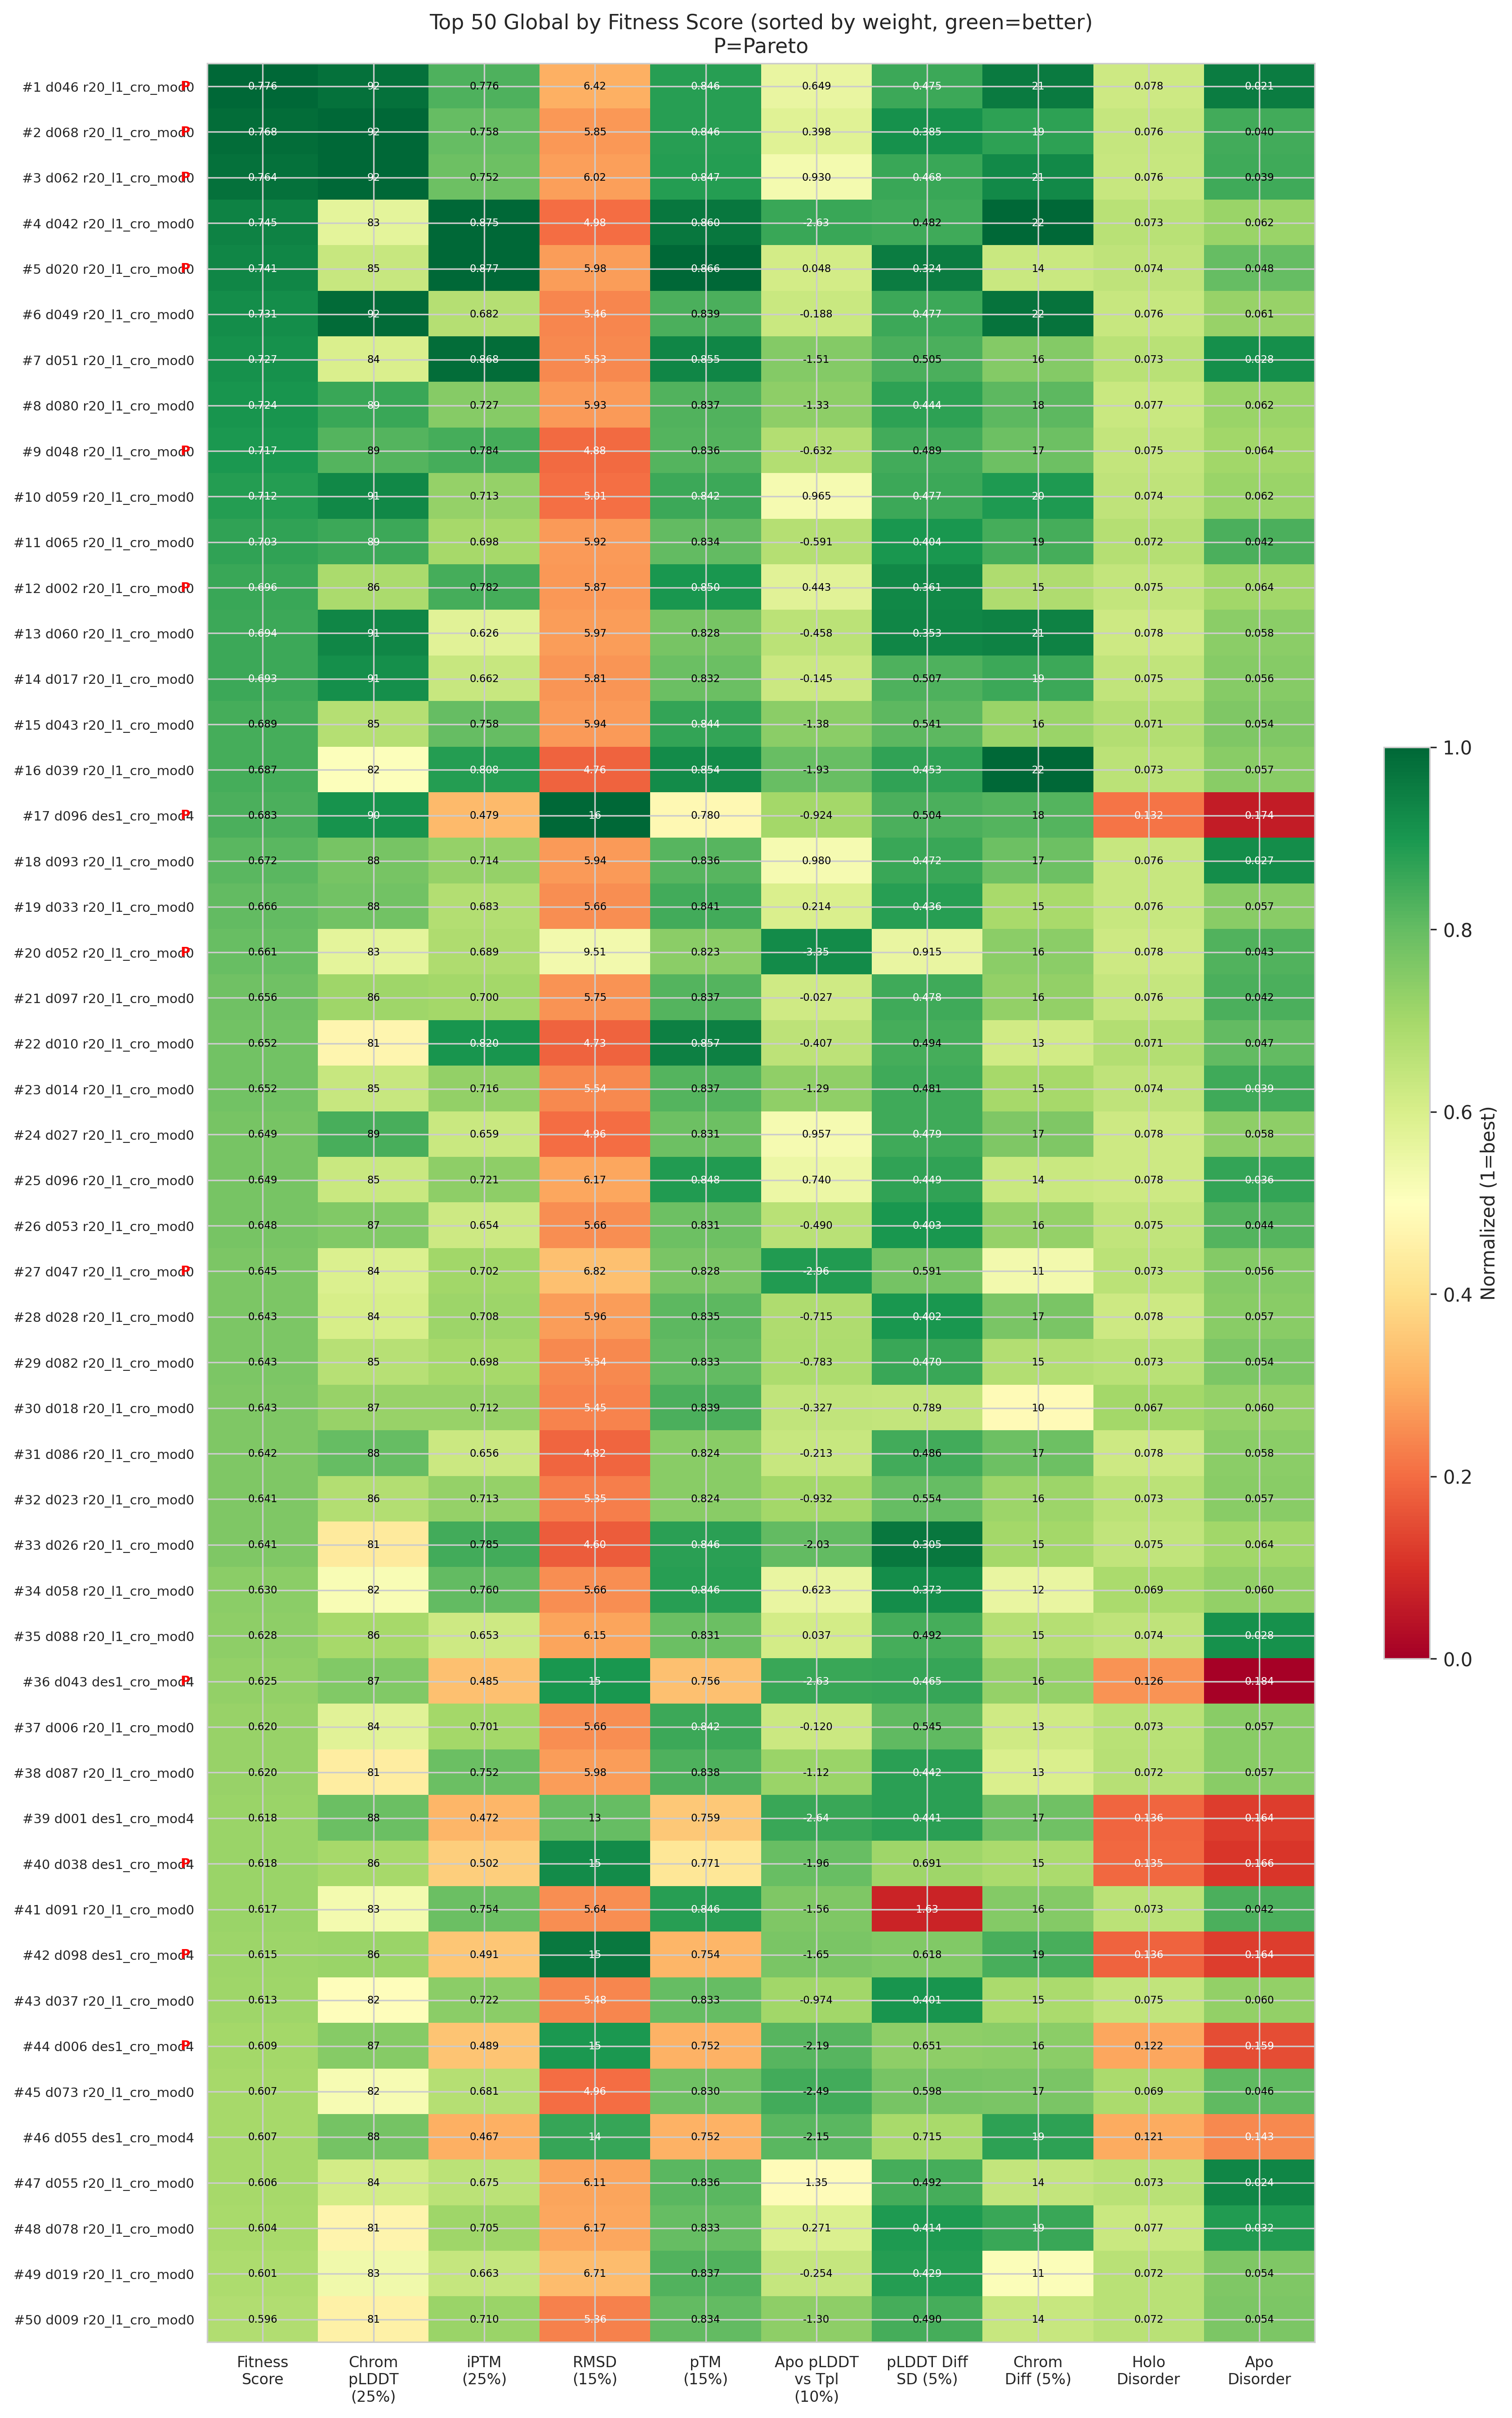 Top 50 Global by Fitness Score (sorted by weight, green=better)
P=Pareto
#1 d046 r20_l1_cro_mod0 P 0.776 92 0.776 6.42 0.846 0.649 0.475 21 0.078 0.021
#2 d068 r20_l1_cro_mod0 P 0.768 92 0.758 5.85 0.846 0.398 0.385 19 0.076 0.040
#3 d062 r20_l1_cro_mod0 P 0.764 92 0.752 6.02 0.847 0.930 0.468 21 0.076 0.039
#4 d042 r20_l1_cro_mod0 0.745 83 0.875 4.98 0.860 -2.63 0.482 22 0.073 0.062
#5 d020 r20_l1_cro_mod0 P 0.741 85 0.877 5.98 0.866 0.048 0.324 14 0.074 0.048
#6 d049 r20_l1_cro_mod0 0.731 92 0.682 5.46 0.839 -0.188 0.477 22 0.076 0.061
#7 d051 r20_l1_cro_mod0 0.727 84 0.868 5.53 0.855 -1.51 0.505 16 0.073 0.028
#8 d080 r20_l1_cro_mod0 0.724 89 0.727 5.93 0.837 -1.33 0.444 18 0.077 0.062
#9 d048 r20_l1_cro_mod0 P 0.717 89 0.784 4.88 0.836 -0.632 0.489 17 0.075 0.064
#10 d059 r20_l1_cro_mod0 0.712 91 0.713 5.01 0.842 0.965 0.477 20 0.074 0.062
#11 d065 r20_l1_cro_mod0 0.703 89 0.698 5.92 0.834 -0.591 0.404 19 0.072 0.042
#12 d002 r20_l1_cro_mod0 P 0.696 86 0.782 5.87 0.850 0.443 0.361 15 0.075 0.064
#13 d060 r20_l1_cro_mod0 0.694 91 0.626 5.97 0.828 -0.458 0.353 21 0.078 0.058
#14 d017 r20_l1_cro_mod0 0.693 91 0.662 5.81 0.832 -0.145 0.507 19 0.075 0.056
#15 d043 r20_l1_cro_mod0 0.689 85 0.758 5.94 0.844 -1.38 0.541 16 0.071 0.054
#16 d039 r20_l1_cro_mod0 0.687 82 0.808 4.76 0.854 -1.93 0.453 22 0.073 0.057
#17 d096 des1_cro_mod4 P 0.683 90 0.479 16 0.780 -0.924 0.504 18 0.132 0.174
#18 d093 r20_l1_cro_mod0 0.672 88 0.714 5.94 0.836 0.980 0.472 17 0.076 0.027
#19 d033 r20_l1_cro_mod0 0.666 88 0.683 5.66 0.841 0.214 0.436 15 0.076 0.057
#20 d052 r20_l1_cro_mod0 P 0.661 83 0.689 9.51 0.823 -3.35 0.915 16 0.078 0.043
#21 d097 r20_l1_cro_mod0 0.656 86 0.700 5.75 0.837 -0.027 0.478 16 0.076 0.042
#22 d010 r20_l1_cro_mod0 0.652 81 0.820 4.73 0.857 -0.407 0.494 13 0.071 0.047
#23 d014 r20_l1_cro_mod0 0.652 85 0.716 5.54 0.837 -1.29 0.481 15 0.074 0.039
#24 d027 r20_l1_cro_mod0 0.649 89 0.659 4.96 0.831 0.957 0.479 17 0.078 0.058
#25 d096 r20_l1_cro_mod0 0.649 85 0.721 6.17 0.848 0.740 0.449 14 0.078 0.036
#26 d053 r20_l1_cro_mod0 0.648 87 0.654 5.66 0.831 -0.490 0.403 16 0.075 0.044
#27 d047 r20_l1_cro_mod0 P 0.645 84 0.702 6.82 0.828 -2.96 0.591 11 0.073 0.056
#28 d028 r20_l1_cro_mod0 0.643 84 0.708 5.96 0.835 -0.715 0.402 17 0.078 0.057
#29 d082 r20_l1_cro_mod0 0.643 85 0.698 5.54 0.833 -0.783 0.470 15 0.073 0.054
#30 d018 r20_l1_cro_mod0 0.643 87 0.712 5.45 0.839 -0.327 0.789 10 0.067 0.060
#31 d086 r20_l1_cro_mod0 0.642 88 0.656 4.82 0.824 -0.213 0.486 17 0.078 0.058
#32 d023 r20_l1_cro_mod0 0.641 86 0.713 5.35 0.824 -0.932 0.554 16 0.073 0.057
#33 d026 r20_l1_cro_mod0 0.641 81 0.785 4.60 0.846 -2.03 0.305 15 0.075 0.064
#34 d058 r20_l1_cro_mod0 0.630 82 0.760 5.66 0.846 0.623 0.373 12 0.069 0.060
#35 d088 r20_l1_cro_mod0 0.628 86 0.653 6.15 0.831 0.037 0.492 15 0.074 0.028
#36 d043 des1_cro_mod4 P 0.625 87 0.485 15 0.756 -2.63 0.465 16 0.126 0.184
#37 d006 r20_l1_cro_mod0 0.620 84 0.701 5.66 0.842 -0.120 0.545 13 0.073 0.057
#38 d087 r20_l1_cro_mod0 0.620 81 0.752 5.98 0.838 -1.12 0.442 13 0.072 0.057
#39 d001 des1_cro_mod4 0.618 88 0.472 13 0.759 -2.64 0.441 17 0.136 0.164
#40 d038 des1_cro_mod4 P 0.618 86 0.502 15 0.771 -1.96 0.691 15 0.135 0.166
#41 d091 r20_l1_cro_mod0 0.617 83 0.754 5.64 0.846 -1.56 1.63 16 0.073 0.042
#42 d098 des1_cro_mod4 P 0.615 86 0.491 15 0.754 -1.65 0.618 19 0.136 0.164
#43 d037 r20_l1_cro_mod0 0.613 82 0.722 5.48 0.833 -0.974 0.401 15 0.075 0.060
#44 d006 des1_cro_mod4 P 0.609 87 0.489 15 0.752 -2.19 0.651 16 0.122 0.159
#45 d073 r20_l1_cro_mod0 0.607 82 0.681 4.96 0.830 -2.49 0.598 17 0.069 0.046
#46 d055 des1_cro_mod4 0.607 88 0.467 14 0.752 -2.15 0.715 19 0.121 0.143
#47 d055 r20_l1_cro_mod0 0.606 84 0.675 6.11 0.836 1.35 0.492 14 0.073 0.024
#48 d078 r20_l1_cro_mod0 0.604 81 0.705 6.17 0.833 0.271 0.414 19 0.077 0.032
#49 d019 r20_l1_cro_mod0 0.601 83 0.663 6.71 0.837 -0.254 0.429 11 0.072 0.054
#50 d009 r20_l1_cro_mod0 0.596 81 0.710 5.36 0.834 -1.30 0.490 14 0.072 0.054
Fitness Chrom iPTM RMSD pTM Apo pLDDT pLDDT Diff Chrom Holo Apo
Score pLDDT (25%) (15%) (15%) vs Tpl SD (5%) Diff (5%) Disorder Disorder
(25%) (10%)
1.0
0.8
0.6
0.4
0.2
0.0
Normalized (1=best)